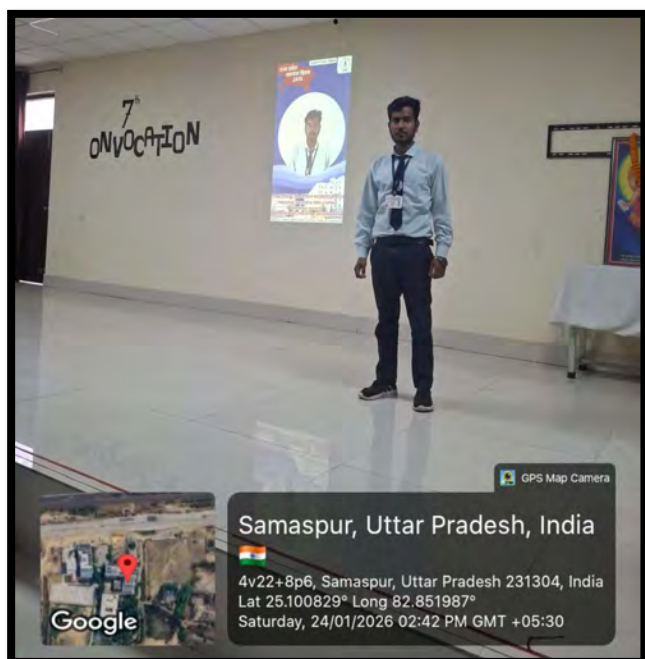 7th
ONVOCATION
GPS Map Camera
Samaspur, Uttar Pradesh, India
4v22+8p6, Samaspur, Uttar Pradesh 231304, India
Lat 25.100829° Long 82.851987°
Saturday, 24/01/2026 02:42 PM GMT +05:30
Google